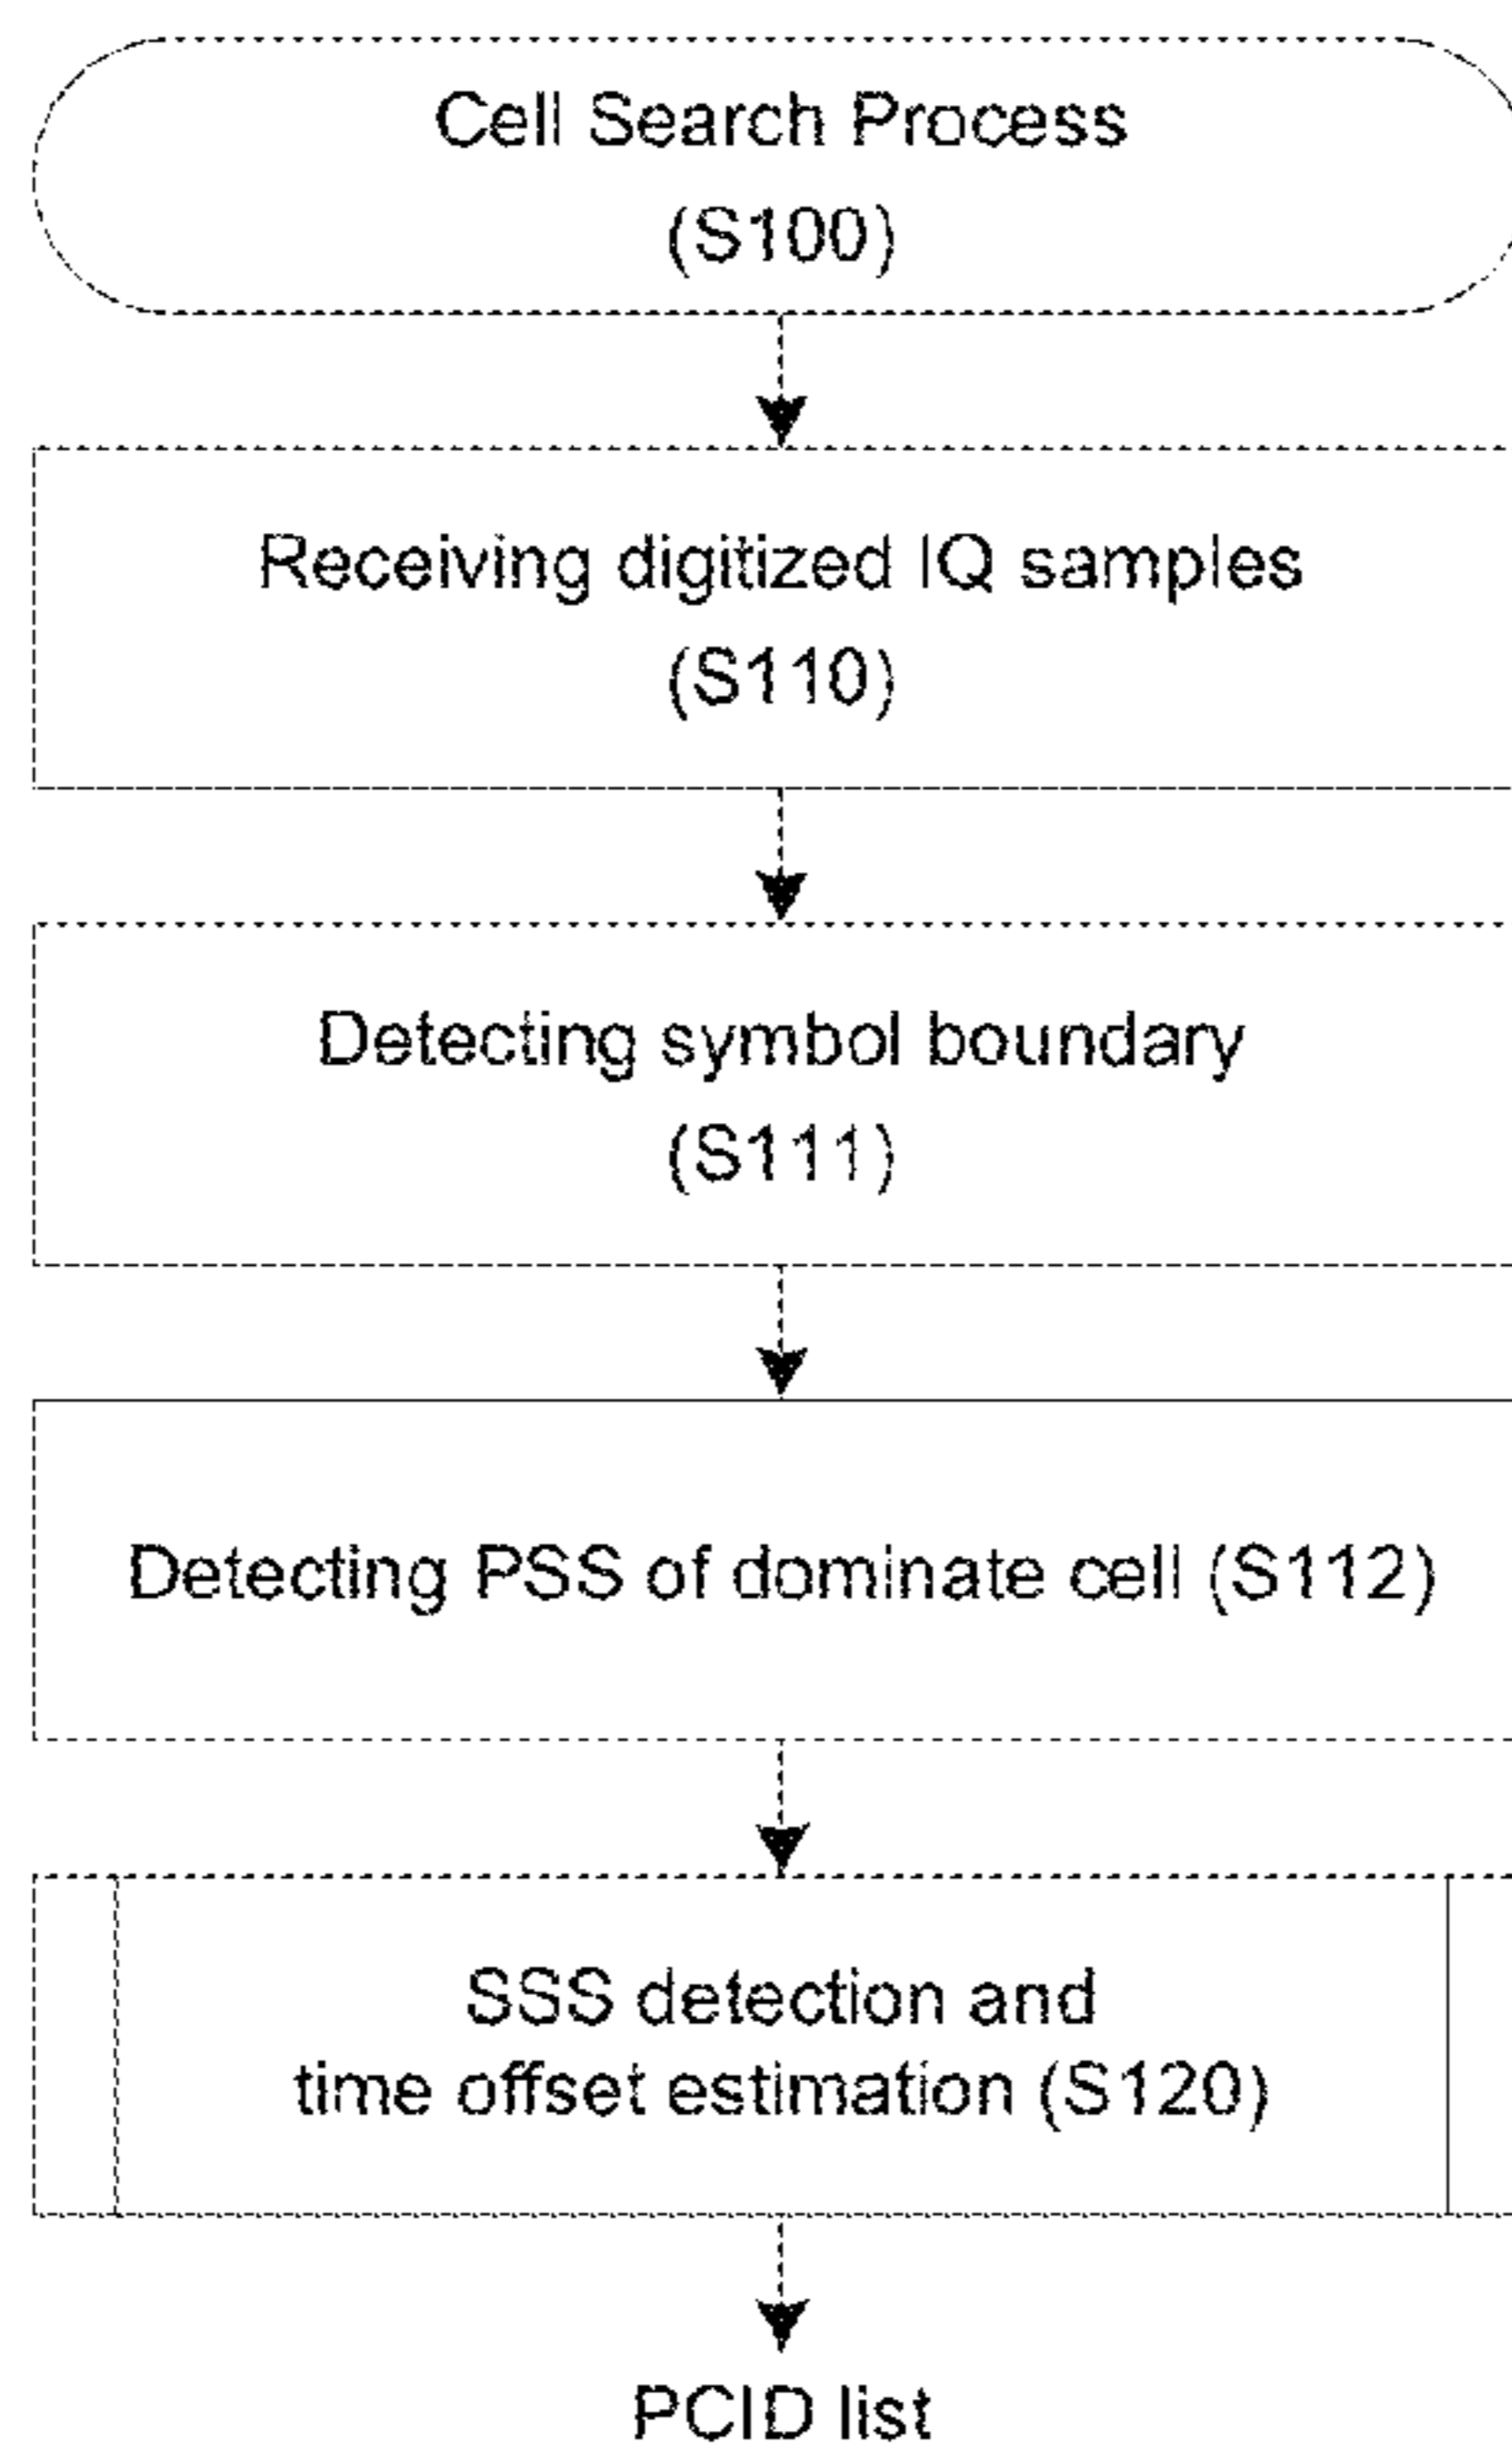 Cell Search Process
(S100)
Receiving digitized IQ samples
(S110)
Detecting symbol boundary
(S111)
Detecting PSS of dominate cell (S112)
SSS detection and
time offset estimation (S120)
PCID list